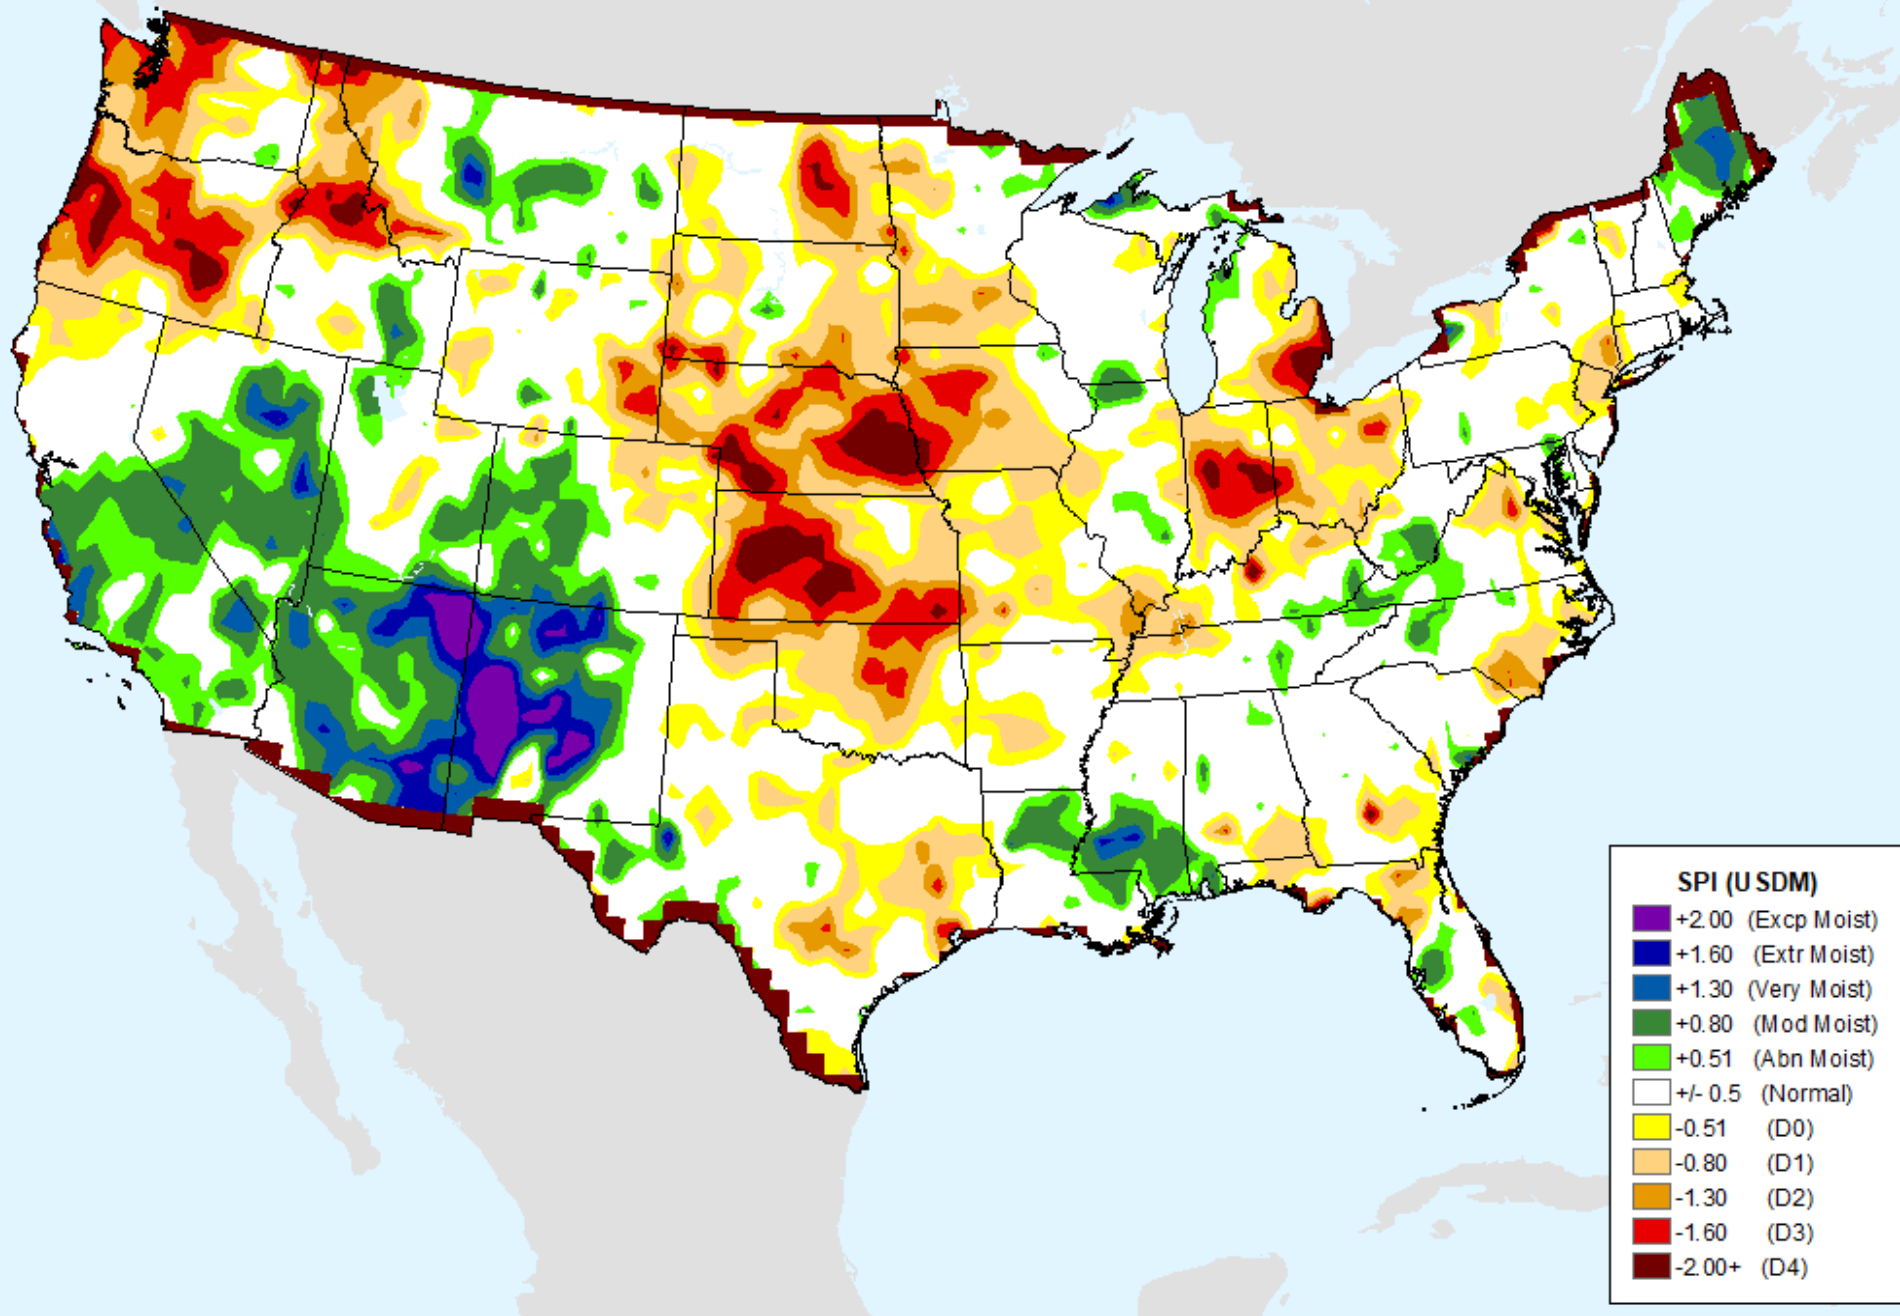 SPI (USDM)
+2.00 (Excp Moist)
+1.60 (Extr Moist)
+1.30 (Very Moist)
+0.80 (Mod Moist)
+0.51 (Abn Moist)
+/- 0.5 (Normal)
-0.51 (D0)
-0.80 (D1)
-1.30 (D2)
-1.60 (D3)
-2.00+ (D4)